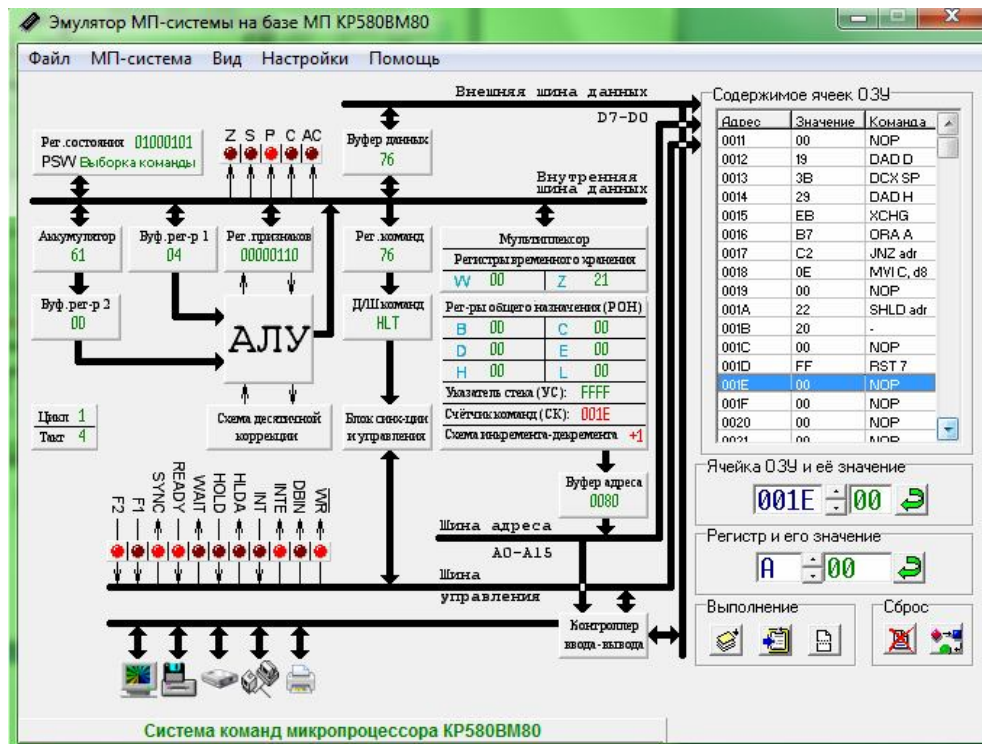 Эмулятор МП-системы на базе МП КР580ВМ80
Файл МП-система Вид Настройки Помощь
Внешняя шина данных
D7-D0
Рег.состояния 01000101
PSW Выборка команды
Z S P C AC
Буфер данных
76
Внутренняя
шина данных
Аккумулятор
61
Буф.рег-р 1
04
Рег.признаков
00000110
Рег.команд
76
Мультиплексор
Регистры временного хранения
W 00 Z 21
Буф.рег-р 2
00
АЛУ
Д/Ш команд
HLT
Рег-ры общего назначения (РОН)
B 00 C 00
D 00 E 00
H 00 L 00
Указатель стека (УС): FFFF
Счётчик команд (СК): 001E
Схема инкремента-декремента +1
Цикл 1
Такт 4
Схема десятичной
коррекции
Блок синх-ции
и управления
Буфер адреса
0080
F2 F1 SYNC READY WAIT HOLD HLDA INT INTE DBIN WR
Шина адреса
A0-A15
Шина
управления
Контроллер
ввода-вывода
Содержимое ячеек ОЗУ
Адрес Значение Команда
0011 00 NOP
0012 19 DAD D
0013 3B DCX SP
0014 29 DAD H
0015 EB XCHG
0016 B7 ORA A
0017 C2 JNZ adr
0018 0E MVI C, d8
0019 00 NOP
001A 22 SHLD adr
001B 20 -
001C 00 NOP
001D FF RST 7
001E 00 NOP
001F 00 NOP
0020 00 NOP
0021 00 NOP
Ячейка ОЗУ и её значение
001E 00
Регистр и его значение
A 00
Выполнение Сброс
Система команд микропроцессора КР580ВМ80